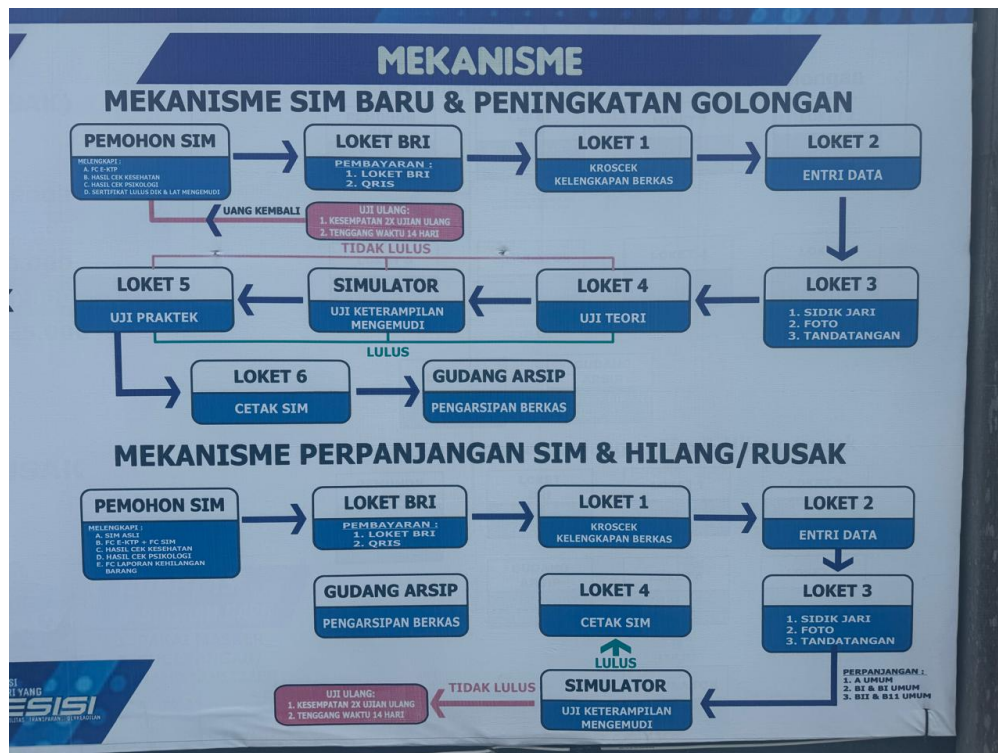 MEKANISME
MEKANISME SIM BARU & PENINGKATAN GOLONGAN
PEMOHON SIM
MELENGKAPI :
A. FC E-KTP
B. HASIL CEK KESEHATAN
C. HASIL CEK PSIKOLOGI
D. SERTIFIKAT LULUS DIK & LAT MENGEMUDI
LOKET BRI
PEMBAYARAN :
1. LOKET BRI
2. QRIS
LOKET 1
KROSCEK
KELENGKAPAN BERKAS
LOKET 2
ENTRI DATA
UANG KEMBALI
UJI ULANG:
1. KESEMPATAN 2X UJIAN ULANG
2. TENGGANG WAKTU 14 HARI
TIDAK LULUS
LOKET 5
UJI PRAKTEK
SIMULATOR
UJI KETERAMPILAN
MENGEMUDI
LOKET 4
UJI TEORI
LOKET 3
1. SIDIK JARI
2. FOTO
3. TANDATANGAN
LULUS
LOKET 6
CETAK SIM
GUDANG ARSIP
PENGARSIPAN BERKAS
MEKANISME PERPANJANGAN SIM & HILANG/RUSAK
PEMOHON SIM
MELENGKAPI :
A. SIM ASLI
B. FC E-KTP + FC SIM
C. HASIL CEK KESEHATAN
D. HASIL CEK PSIKOLOGI
E. FC LAPORAN KEHILANGAN
BARANG
LOKET BRI
PEMBAYARAN :
1. LOKET BRI
2. QRIS
LOKET 1
KROSCEK
KELENGKAPAN BERKAS
LOKET 2
ENTRI DATA
GUDANG ARSIP
PENGARSIPAN BERKAS
LOKET 4
CETAK SIM
LOKET 3
1. SIDIK JARI
2. FOTO
3. TANDATANGAN
LULUS
PERPANJANGAN :
1. A UMUM
2. BI & BI UMUM
3. BII & B11 UMUM
UJI ULANG:
1. KESEMPATAN 2X UJIAN ULANG
2. TENGGANG WAKTU 14 HARI
TIDAK LULUS
SIMULATOR
UJI KETERAMPILAN
MENGEMUDI
SI
RI YANG
ESISI
TRANSPARAN